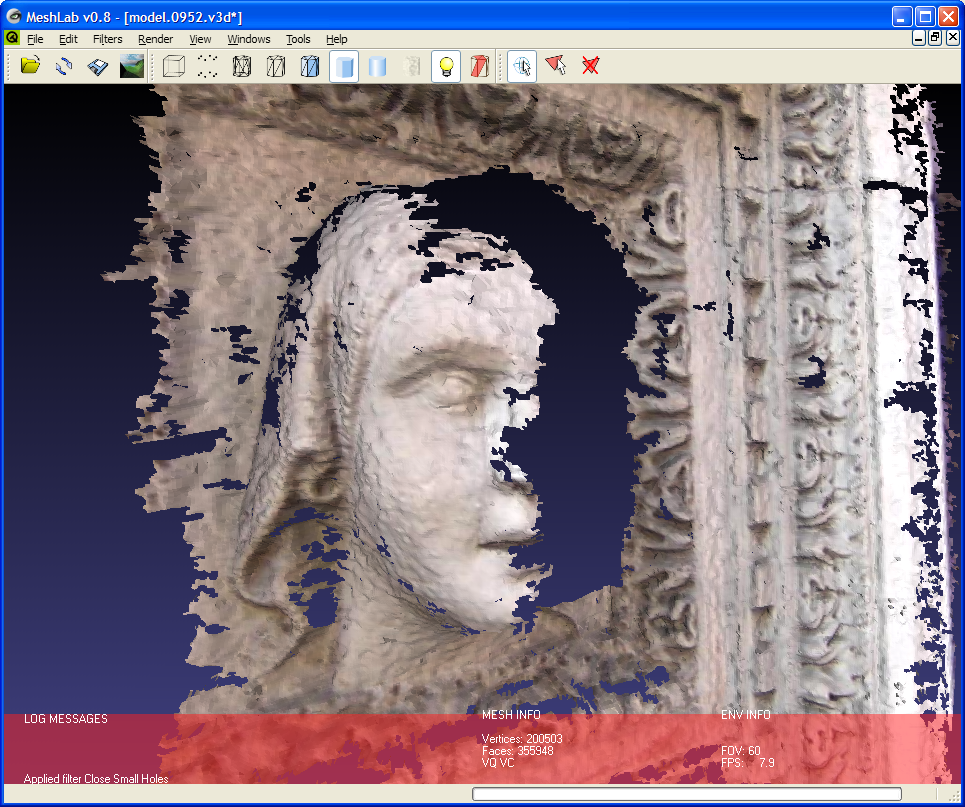 MeshLab v0.8 - [model.0952.v3d*]
File Edit Filters Render View Windows Tools Help
LOG MESSAGES
Applied filter Close Small Holes
MESH INFO
Vertices: 200503
Faces: 355948
VQ VC
ENV INFO
FOV: 60
FPS: 7.9